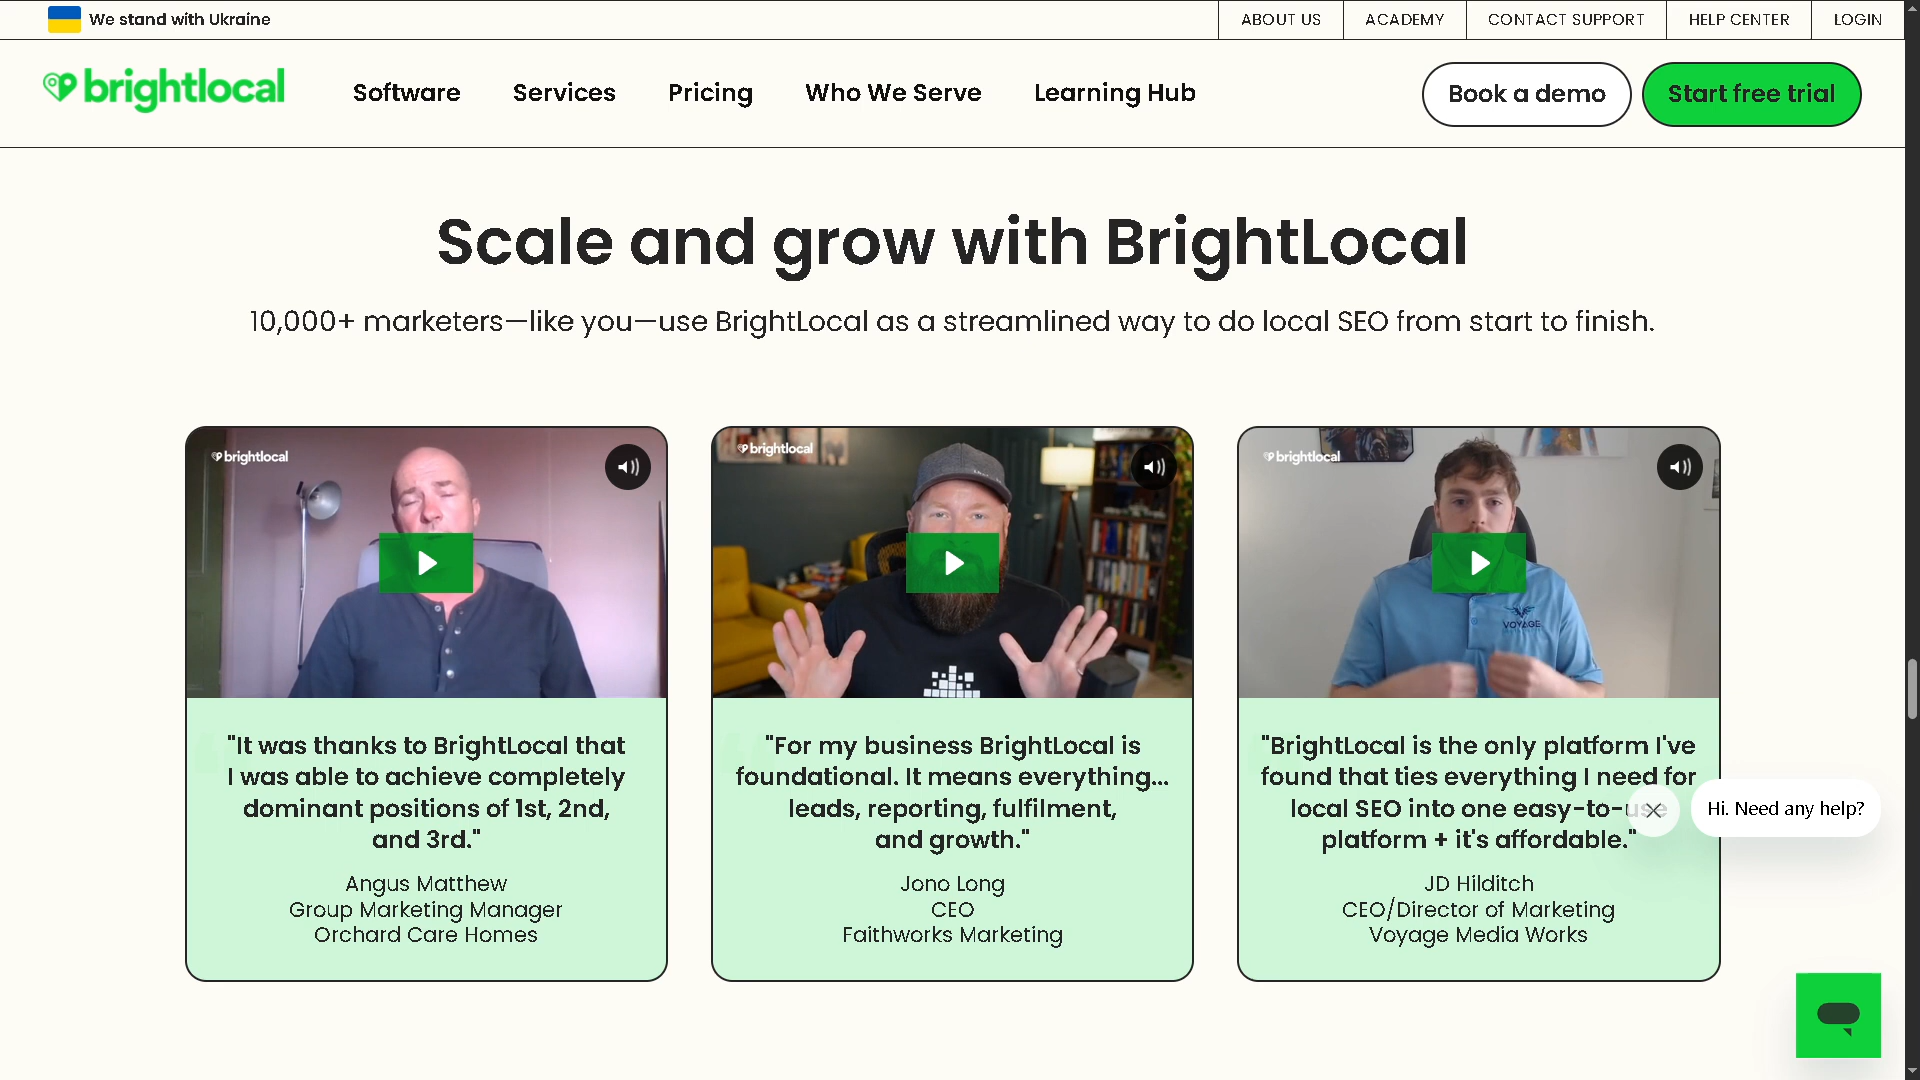 We stand with Ukraine
ABOUT US
ACADEMY
CONTACT SUPPORT
HELP CENTER
LOGIN
brightlocal
Software
Services
Pricing
Who We Serve
Learning Hub
Book a demo
Start free trial
Scale and grow with BrightLocal
10,000+ marketers—like you—use BrightLocal as a streamlined way to do local SEO from start to finish.
brightlocal
"It was thanks to BrightLocal that
I was able to achieve completely
dominant positions of 1st, 2nd,
and 3rd."
Angus Matthew
Group Marketing Manager
Orchard Care Homes
brightlocal
"For my business BrightLocal is
foundational. It means everything...
leads, reporting, fulfilment,
and growth."
Jono Long
CEO
Faithworks Marketing
brightlocal
VOYAGE
"BrightLocal is the only platform I've
found that ties everything I need for
local SEO into one easy-to-use
platform + it's affordable."
JD Hilditch
CEO/Director of Marketing
Voyage Media Works
Hi. Need any help?